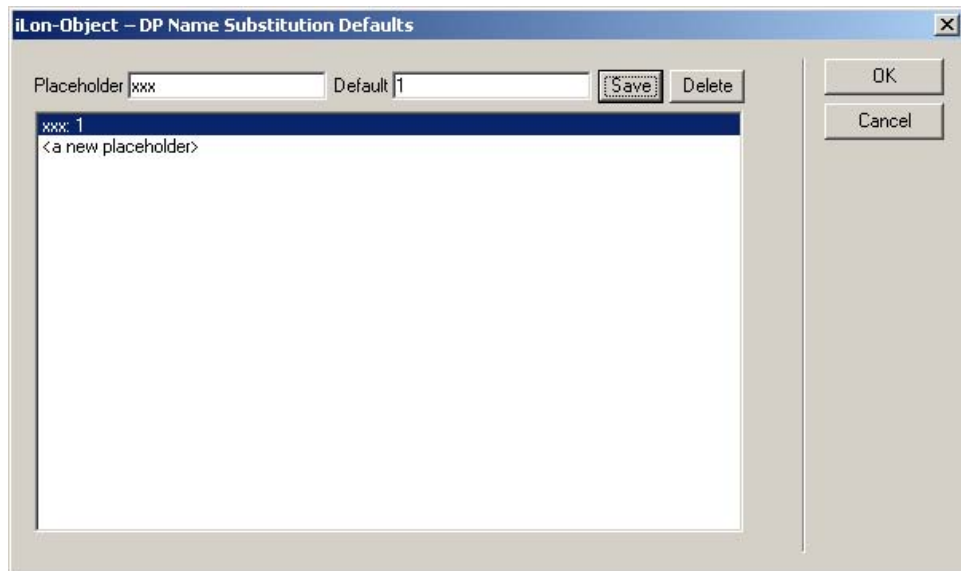 iLon-Object – DP Name Substitution Defaults
Placeholder xxx Default 1 Save Delete
OK
Cancel
xxx: 1
<a new placeholder>